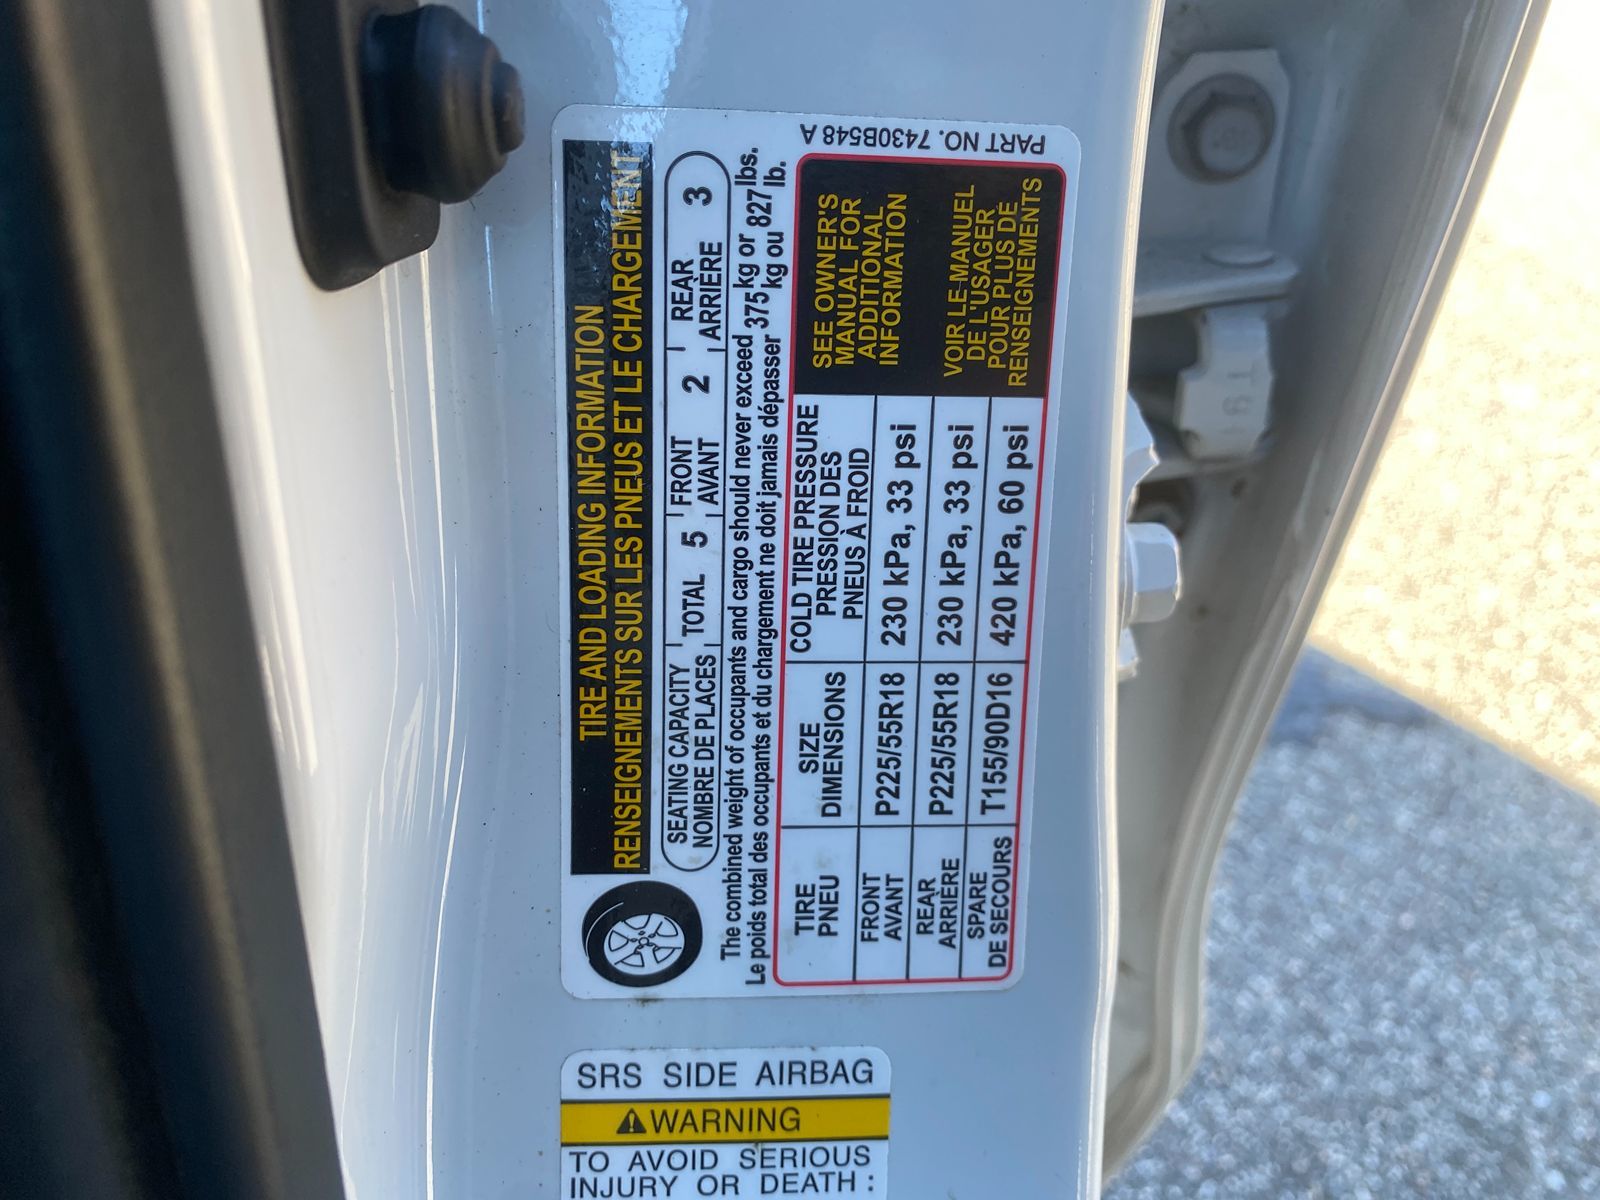 TIRE AND LOADING INFORMATION
RENSEIGNEMENTS SUR LES PNEUS ET LE CHARGEMENT
SEATING CAPACITY TOTAL 5 FRONT 2 REAR 3
NOMBRE DE PLACES AVANT ARRIÈRE
The combined weight of occupants and cargo should never exceed 375 kg or 827 lbs.
Le poids total des occupants et du chargement ne doit jamais dépasser 375 kg ou 827 lb.
TIRE
PNEU
SIZE
DIMENSIONS
COLD TIRE PRESSURE
PRESSION DES
PNEUS À FROID
FRONT
AVANT
P225/55R18
230 kPa, 33 psi
REAR
ARRIÈRE
P225/55R18
230 kPa, 33 psi
SPARE
DE SECOURS
T155/90D16
420 kPa, 60 psi
SEE OWNER'S
MANUAL FOR
ADDITIONAL
INFORMATION
VOIR LE MANUEL
DE L'USAGER
POUR PLUS DE
RENSEIGNEMENTS
PART NO. 7430B548 A
SRS SIDE AIRBAG
WARNING
TO AVOID SERIOUS
INJURY OR DEATH :